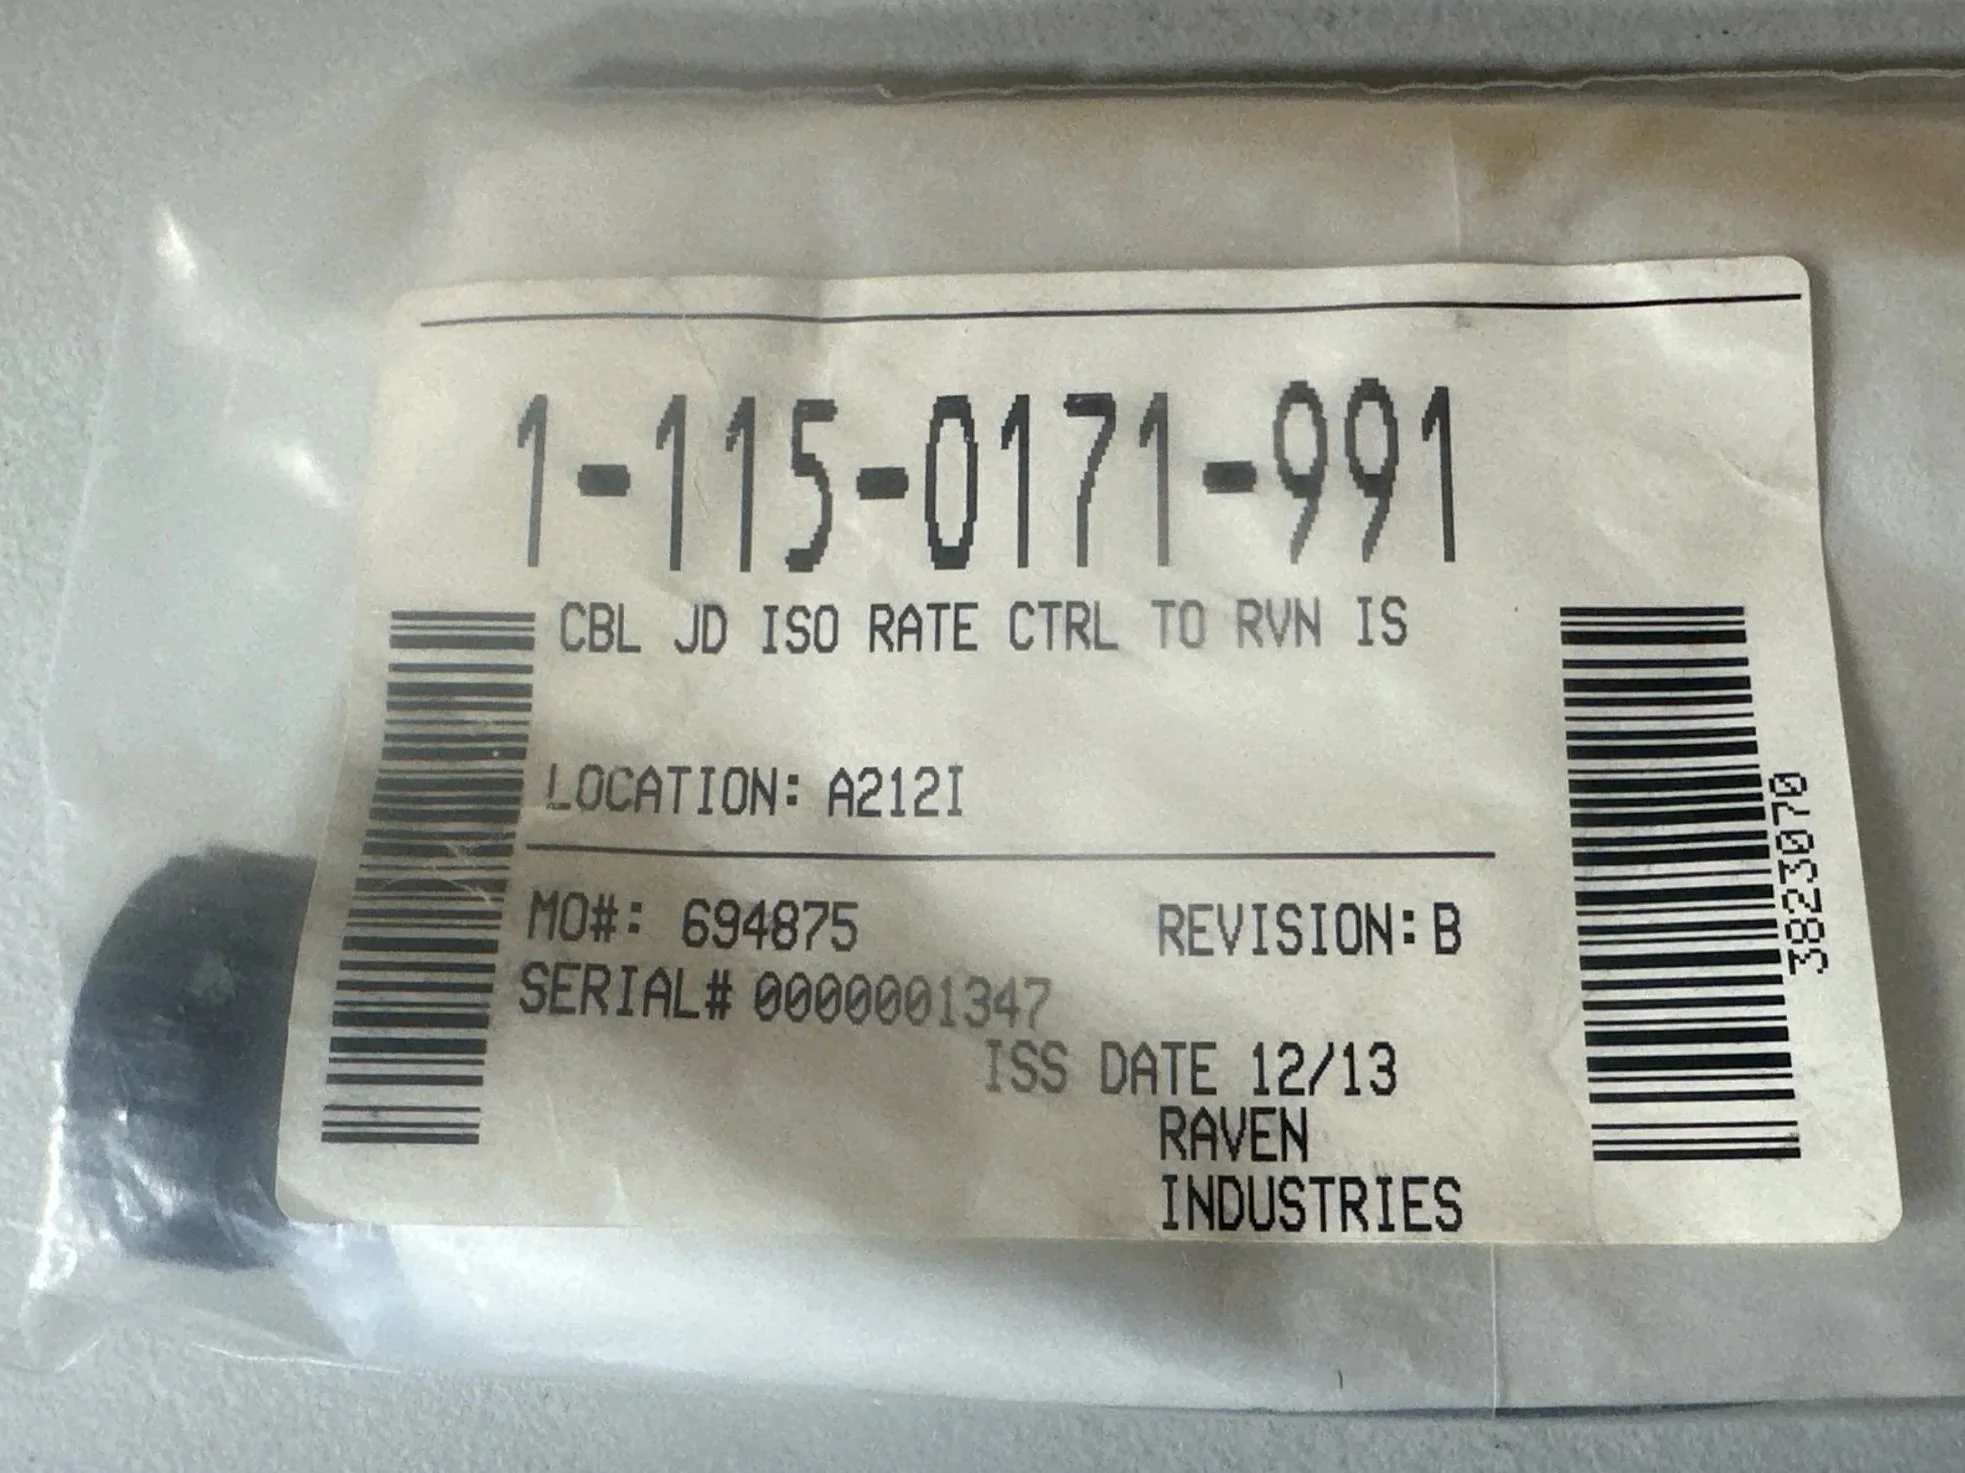 1-115-0171-991
CBL JD ISO RATE CTRL TO RVN IS
LOCATION: A212I
MO#: 694875 REVISION: B
SERIAL# 0000001347
ISS DATE 12/13
RAVEN
INDUSTRIES
3823070